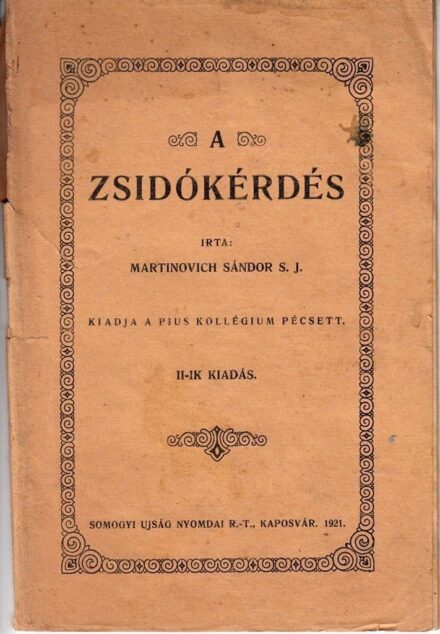 A
ZSIDÓKÉRDÉS
IRTA:
MARTINOVICH SÁNDOR S. J.
KIADJA A PIUS KOLLÉGIUM PÉCSETT.
II-IK KIADÁS.
SOMOGYI UJSÁG NYOMDAI R.-T., KAPOSVÁR. 1921.